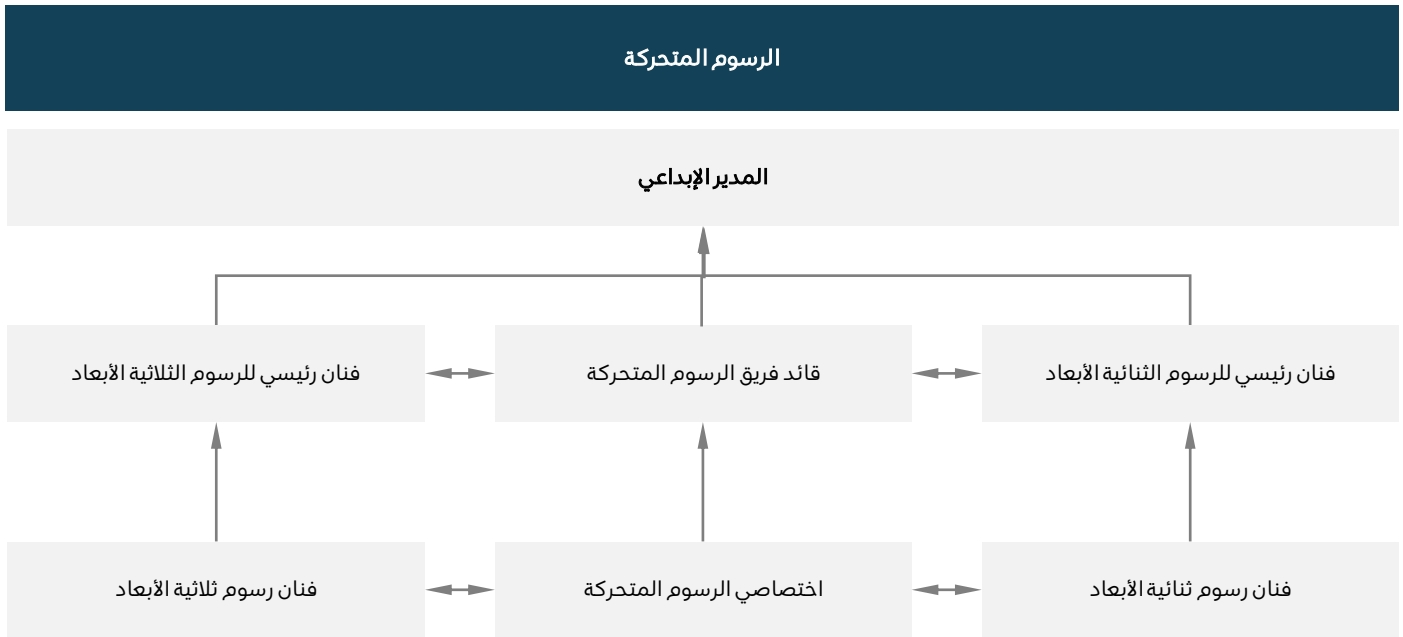 الرسوم المتحركة
المدير الإبداعي
فنان رئيسي للرسوم الثنائية الأبعاد
قائد فريق الرسوم المتحركة
فنان رئيسي للرسوم الثلاثية الأبعاد
فنان رسوم ثنائية الأبعاد
اختصاصي الرسوم المتحركة
فنان رسوم ثلاثية الأبعاد